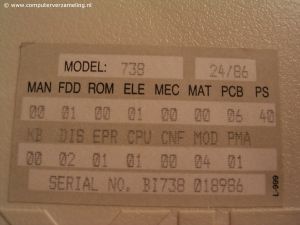 © www.computerverzameling.nl
MODEL: 738 24/86
MAN FDD ROM ELE MEC MAT PCB PS
00 01 00 01 00 00 06 40
KB DIS EPR CPU CNF MOD PMA
00 02 01 01 00 04 01
SERIAL NO. BI738 018986
L-999